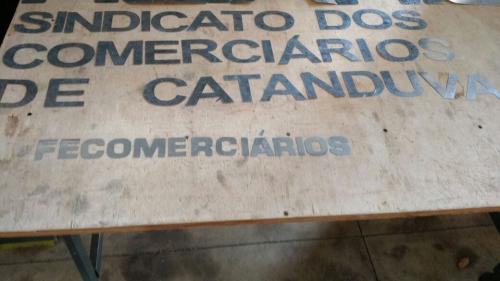 SINDICATO DOS
COMERCIÁRIOS
DE CATANDUVA
FECOMERCIÁRIOS